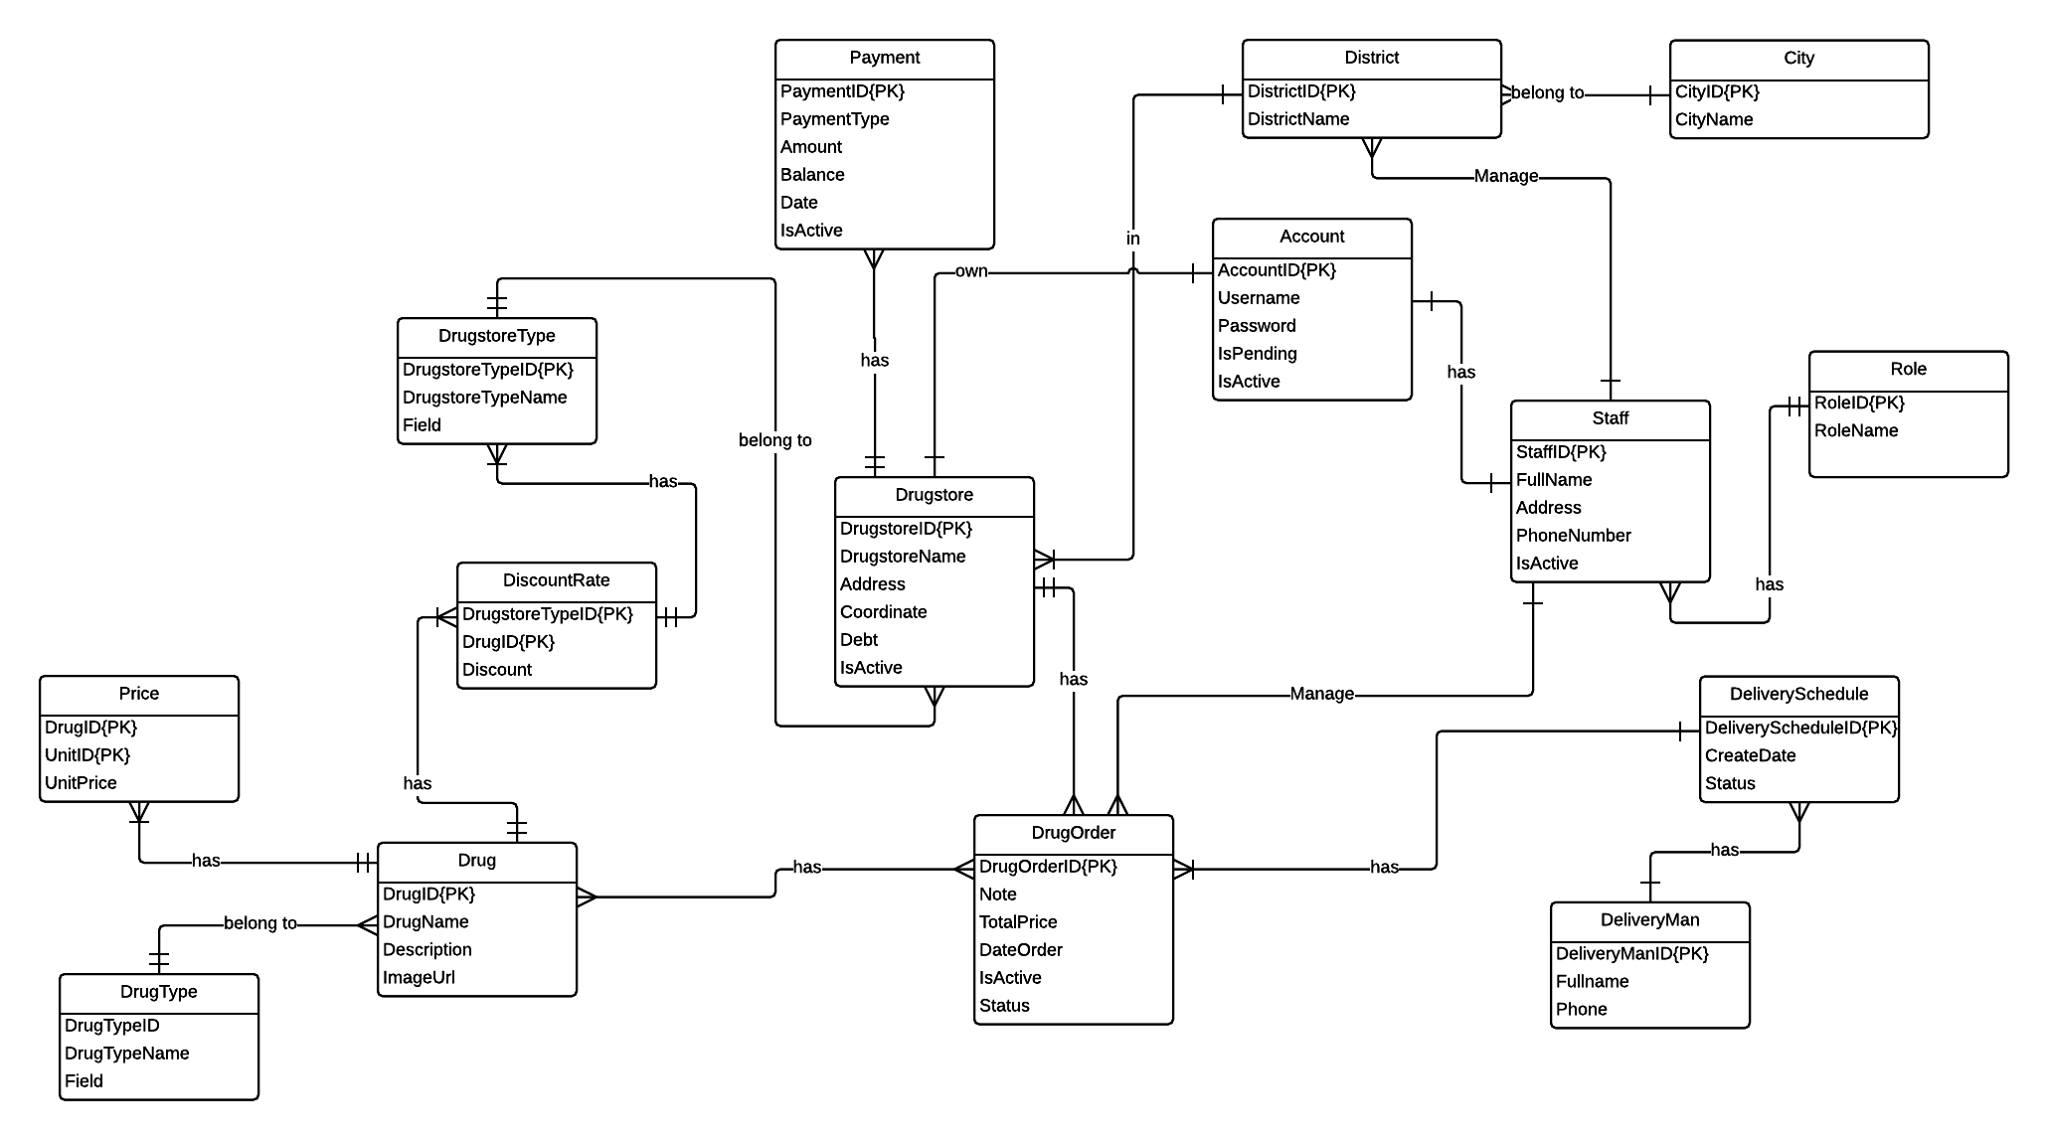 Payment
PaymentID{PK}
PaymentType
Amount
Balance
Date
IsActive
District
DistrictID{PK}
DistrictName
belong to
City
CityID{PK}
CityName
Manage
in
own
Account
AccountID{PK}
Username
Password
IsPending
IsActive
has
has
DrugstoreType
DrugstoreTypeID{PK}
DrugstoreTypeName
Field
belong to
has
Role
RoleID{PK}
RoleName
Staff
StaffID{PK}
FullName
Address
PhoneNumber
IsActive
has
Drugstore
DrugstoreID{PK}
DrugstoreName
Address
Coordinate
Debt
IsActive
has
DiscountRate
DrugstoreTypeID{PK}
DrugID{PK}
Discount
has
Manage
Price
DrugID{PK}
UnitID{PK}
UnitPrice
has
DeliverySchedule
DeliveryScheduleID{PK}
CreateDate
Status
has
Drug
DrugID{PK}
DrugName
Description
ImageUrl
has
DrugOrder
DrugOrderID{PK}
Note
TotalPrice
DateOrder
IsActive
Status
has
has
DeliveryMan
DeliveryManID{PK}
Fullname
Phone
belong to
DrugType
DrugTypeID
DrugTypeName
Field